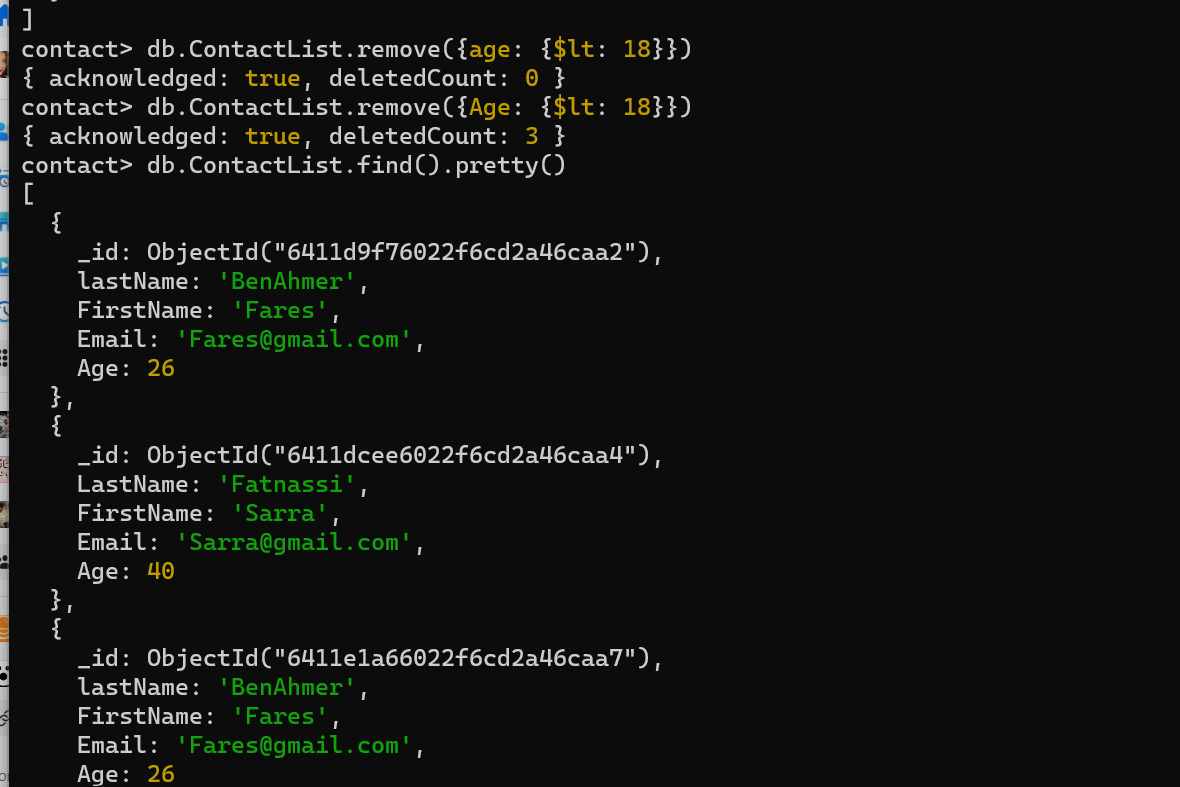 ]
contact> db.ContactList.remove({age: {$lt: 18}})
{ acknowledged: true, deletedCount: 0 }
contact> db.ContactList.remove({Age: {$lt: 18}})
{ acknowledged: true, deletedCount: 3 }
contact> db.ContactList.find().pretty()
[
  {
    _id: ObjectId("6411d9f76022f6cd2a46caa2"),
    lastName: 'BenAhmer',
    FirstName: 'Fares',
    Email: 'Fares@gmail.com',
    Age: 26
  },
  {
    _id: ObjectId("6411dcee6022f6cd2a46caa4"),
    LastName: 'Fatnassi',
    FirstName: 'Sarra',
    Email: 'Sarra@gmail.com',
    Age: 40
  },
  {
    _id: ObjectId("6411e1a66022f6cd2a46caa7"),
    lastName: 'BenAhmer',
    FirstName: 'Fares',
    Email: 'Fares@gmail.com',
    Age: 26